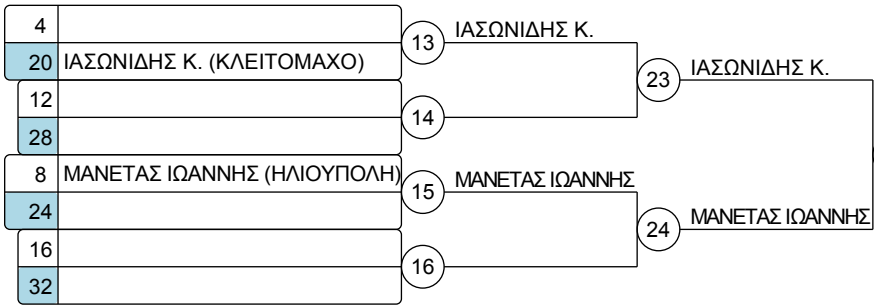 4
13 ΙΑΣΩΝΙΔΗΣ Κ.
20 ΙΑΣΩΝΙΔΗΣ Κ. (ΚΛΕΙΤΟΜΑΧΟ)
23 ΙΑΣΩΝΙΔΗΣ Κ.
12
14
28
8 ΜΑΝΕΤΑΣ ΙΩΑΝΝΗΣ (ΗΛΙΟΥΠΟΛΗ)
15 ΜΑΝΕΤΑΣ ΙΩΑΝΝΗΣ
24
24 ΜΑΝΕΤΑΣ ΙΩΑΝΝΗΣ
16
16
32